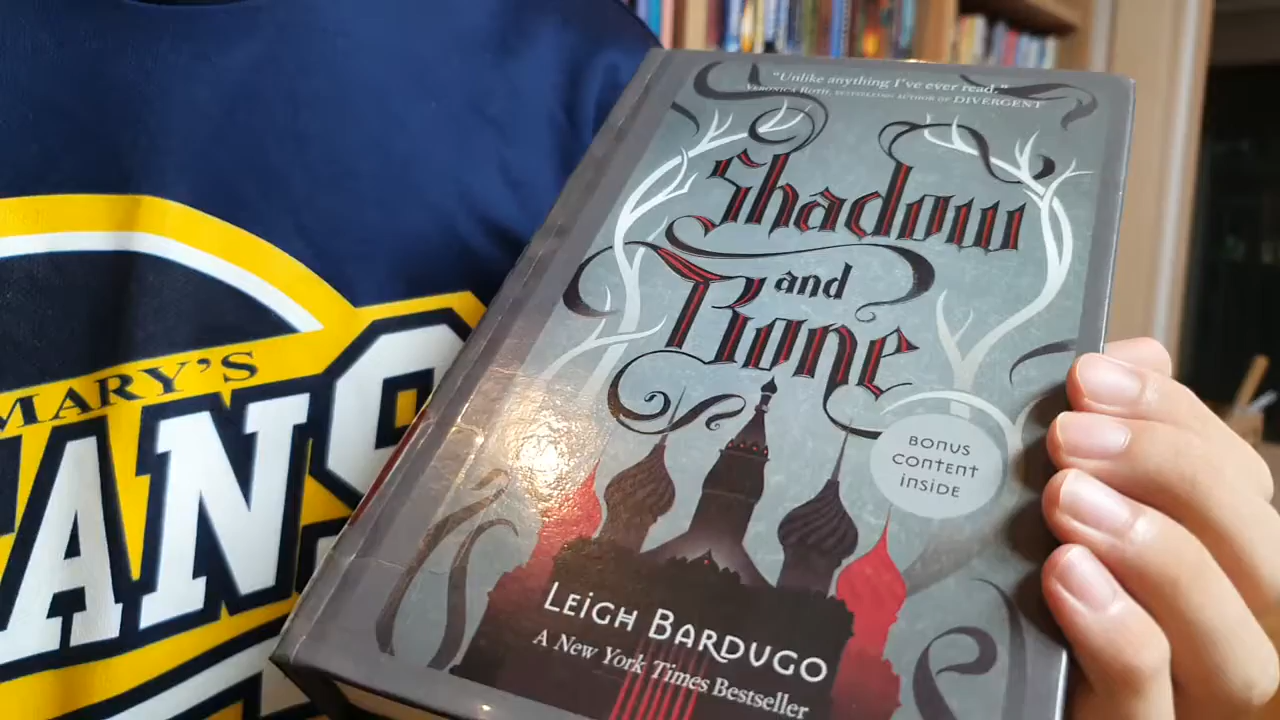 "Unlike anything I've ever read."
—VERONICA ROTH, BESTSELLING AUTHOR OF DIVERGENT
Shadow
and
Bone
BONUS
CONTENT
INSIDE
LEIGH BARDUGO
A New York Times Bestseller
MARY'S
ANS